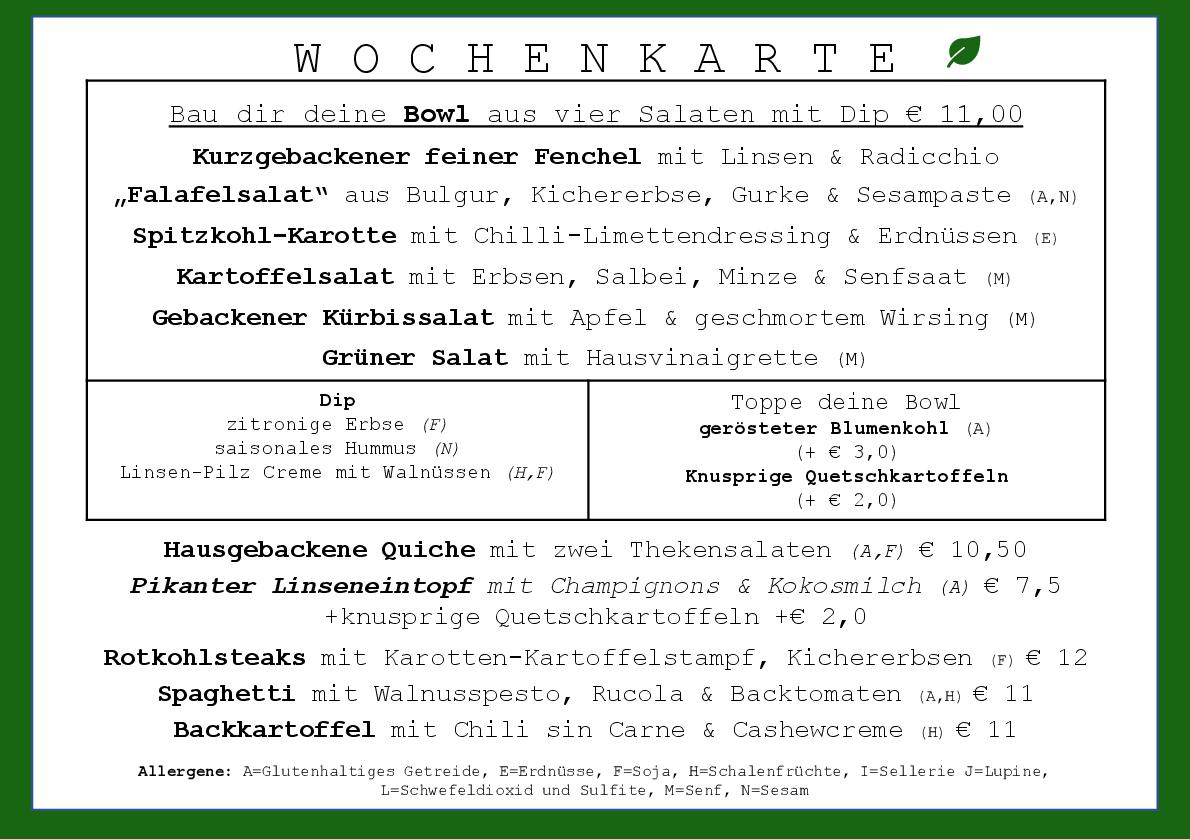 WOCHENKARTE
Bau dir deine Bowl aus vier Salaten mit Dip € 11,00
Kurzgebackener feiner Fenchel mit Linsen & Radicchio
„Falafelsalat“ aus Bulgur, Kichererbse, Gurke & Sesampaste (A,N)
Spitzkohl-Karotte mit Chilli-Limettendressing & Erdnüssen (E)
Kartoffelsalat mit Erbsen, Salbei, Minze & Senfsaat (M)
Gebackener Kürbissalat mit Apfel & geschmortem Wirsing (M)
Grüner Salat mit Hausvinaigrette (M)
Dip
zitronige Erbse (F)
saisonales Hummus (N)
Linsen-Pilz Creme mit Walnüssen (H,F)
Toppe deine Bowl
gerösteter Blumenkohl (A)
(+ € 3,0)
Knusprige Quetschkartoffeln
(+ € 2,0)
Hausgebackene Quiche mit zwei Thekensalaten (A,F) € 10,50
Pikanter Linseneintopf mit Champignons & Kokosmilch (A) € 7,5
+knusprige Quetschkartoffeln +€ 2,0
Rotkohlsteaks mit Karotten-Kartoffelstampf, Kichererbsen (F) € 12
Spaghetti mit Walnusspesto, Rucola & Backtomaten (A,H) € 11
Backkartoffel mit Chili sin Carne & Cashewcreme (H) € 11
Allergene: A=Glutenhaltiges Getreide, E=Erdnüsse, F=Soja, H=Schalenfrüchte, I=Sellerie J=Lupine,
L=Schwefeldioxid und Sulfite, M=Senf, N=Sesam